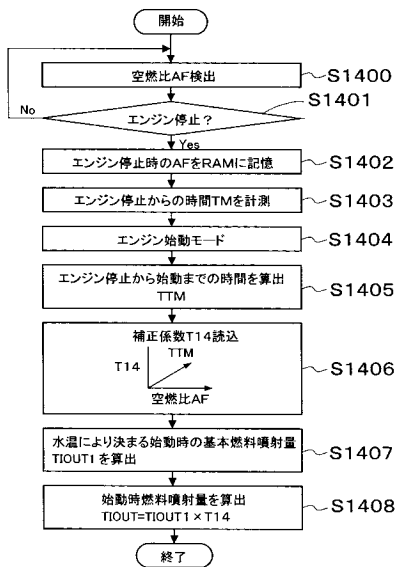 開始
空燃比AF検出
S1400
エンジン停止?
S1401
No
Yes
エンジン停止時のAFをRAMに記憶
S1402
エンジン停止からの時間TMを計測
S1403
エンジン始動モード
S1404
エンジン停止から始動までの時間を算出
TTM
S1405
補正係数T14読込
TTM
T14
空燃比AF
S1406
水温により決まる始動時の基本燃料噴射量
TIOUT1を算出
S1407
始動時燃料噴射量を算出
TIOUT=TIOUT1×T14
S1408
終了